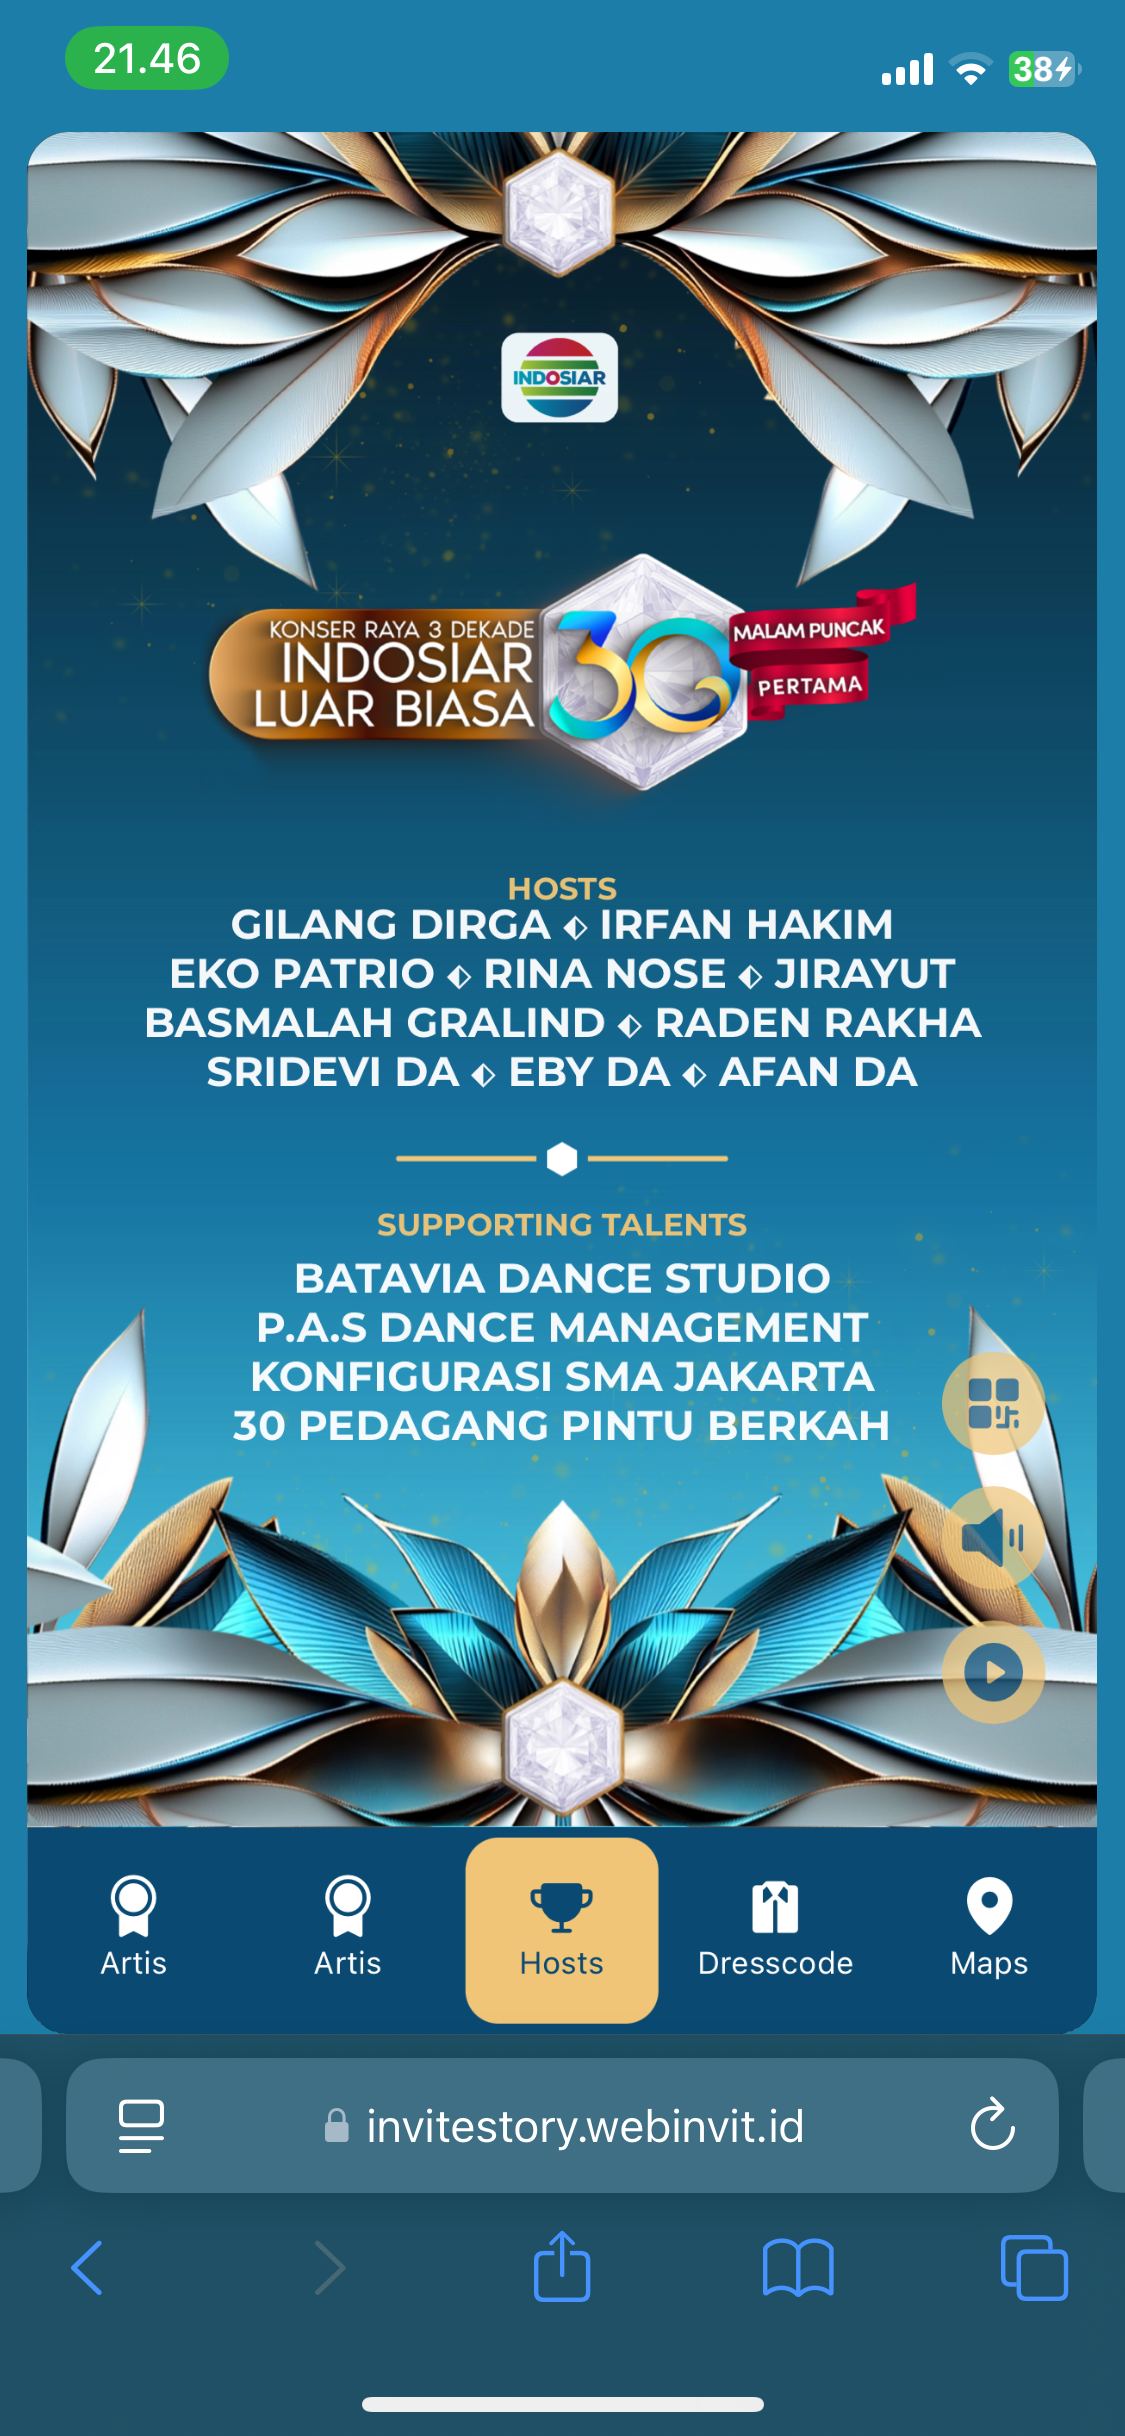 21.46
38
INDOSIAR
KONSER RAYA 3 DEKADE
INDOSIAR
LUAR BIASA
30
MALAM PUNCAK
PERTAMA
HOSTS
GILANG DIRGA IRFAN HAKIM
EKO PATRIO RINA NOSE JIRAYUT
BASMALAH GRALIND RADEN RAKHA
SRIDEVI DA EBY DA AFAN DA
SUPPORTING TALENTS
BATAVIA DANCE STUDIO
P.A.S DANCE MANAGEMENT
KONFIGURASI SMA JAKARTA
30 PEDAGANG PINTU BERKAH
Artis Artis Hosts Dresscode Maps
invitestory.webinvit.id